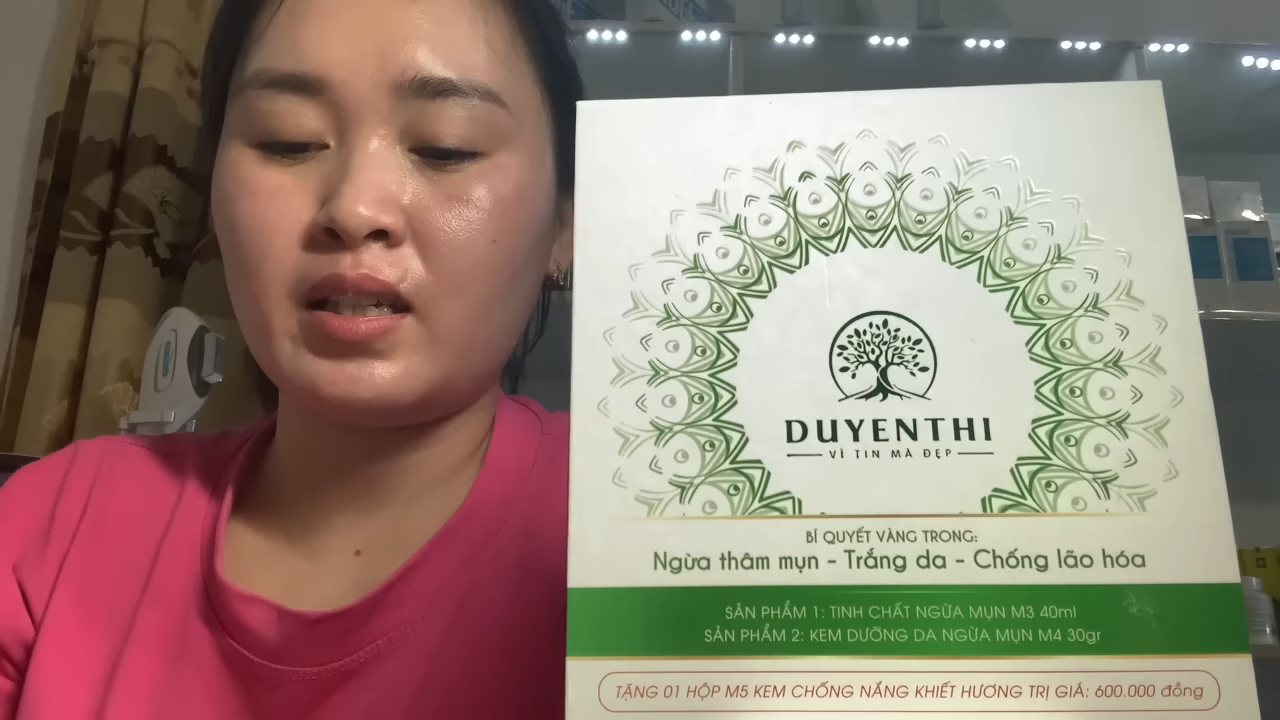 DUYENTHI
VÌ TIN MÀ ĐẸP
BÍ QUYẾT VÀNG TRONG:
Ngừa thâm mụn - Trắng da - Chống lão hóa
SẢN PHẨM 1: TINH CHẤT NGỪA MỤN M3 40ml
SẢN PHẨM 2: KEM DƯỠNG DA NGỪA MỤN M4 30gr
TẶNG 01 HỘP M5 KEM CHỐNG NẮNG KHIẾT HƯƠNG TRỊ GIÁ: 600.000 đồng